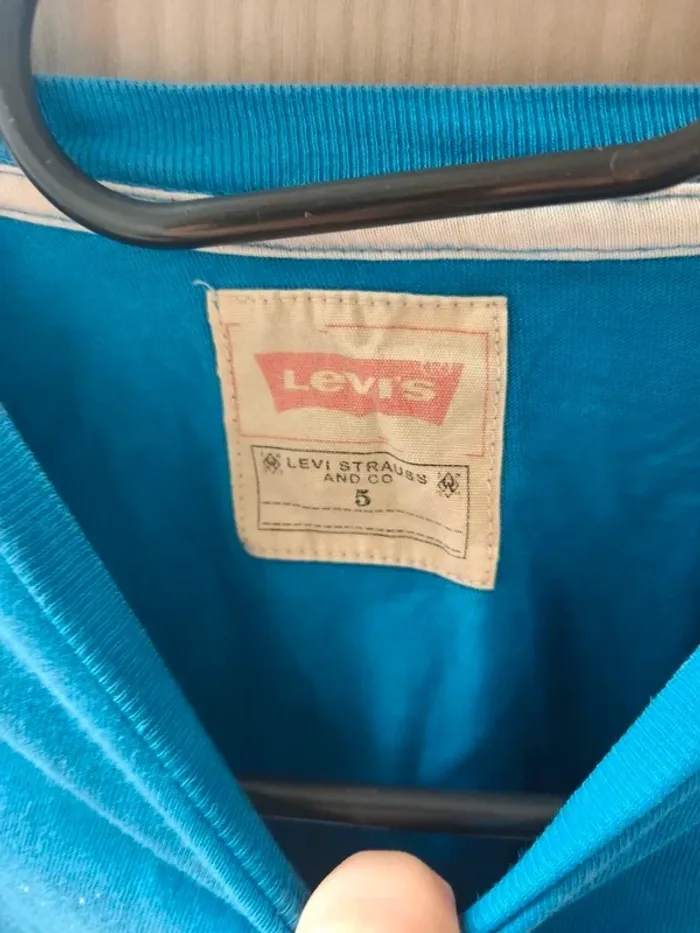 LEVI'S
LEVI STRAUSS
AND CO
5